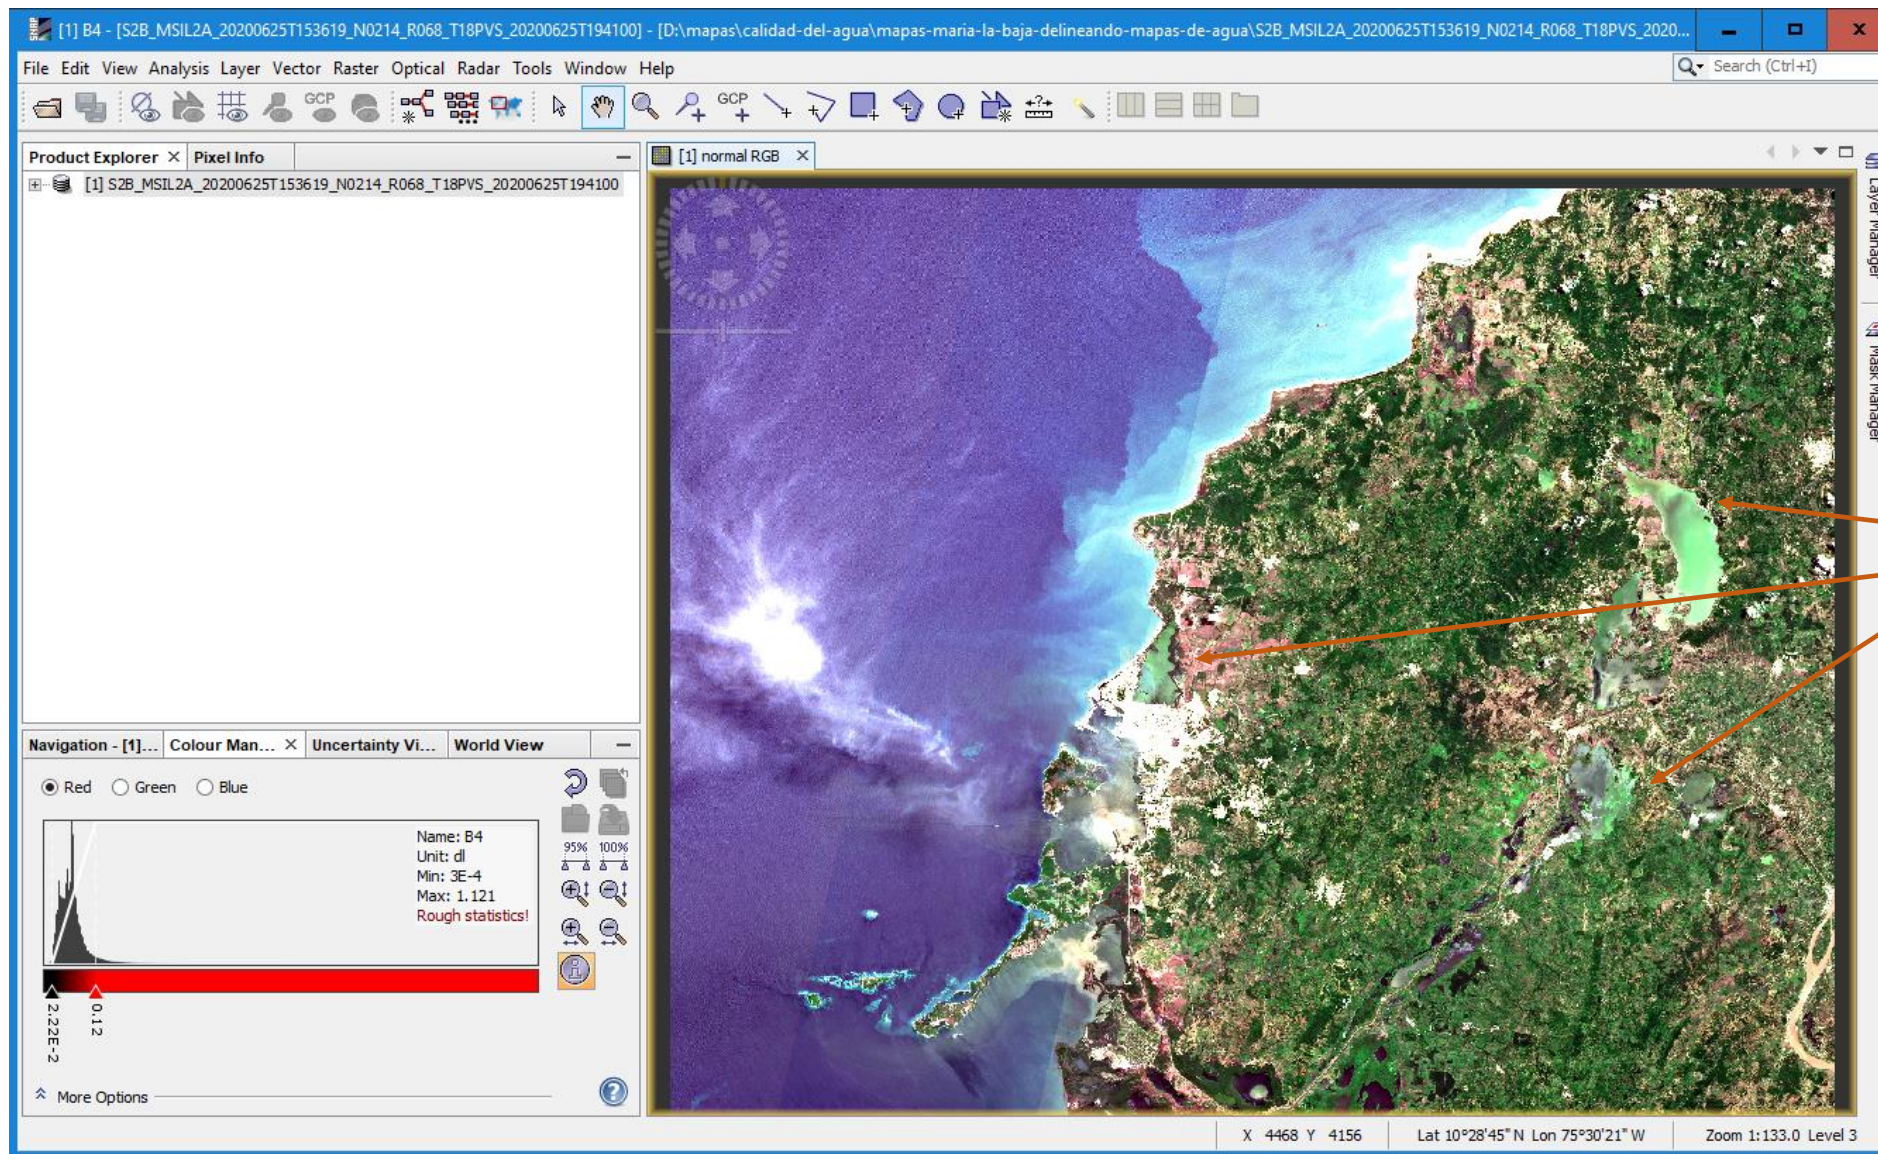 [1] B4 - [S2B_MSIL2A_20200625T153619_N0214_R068_T18PVS_20200625T194100] - [D:\mapas\calidad-del-agua\mapas-maria-la-baja-delineando-mapas-de-agua\S2B_MSIL2A_20200625T153619_N0214_R068_T18PVS_2020...
File Edit View Analysis Layer Vector Raster Optical Radar Tools Window Help
Search (Ctrl+I)
GCP
GCP
Product Explorer Pixel Info
[1] normal RGB
[1] S2B_MSIL2A_20200625T153619_N0214_R068_T18PVS_20200625T194100
Layer Manager
Mask Manager
Navigation - [1]... Colour Man... Uncertainty Vi... World View
Red Green Blue
Name: B4
Unit: dl
Min: 3E-4
Max: 1.121
Rough statistics!
95% 100%
2.22E-2
0.12
More Options
X 4468 Y 4156 Lat 10°28'45" N Lon 75°30'21" W Zoom 1:133.0 Level 3